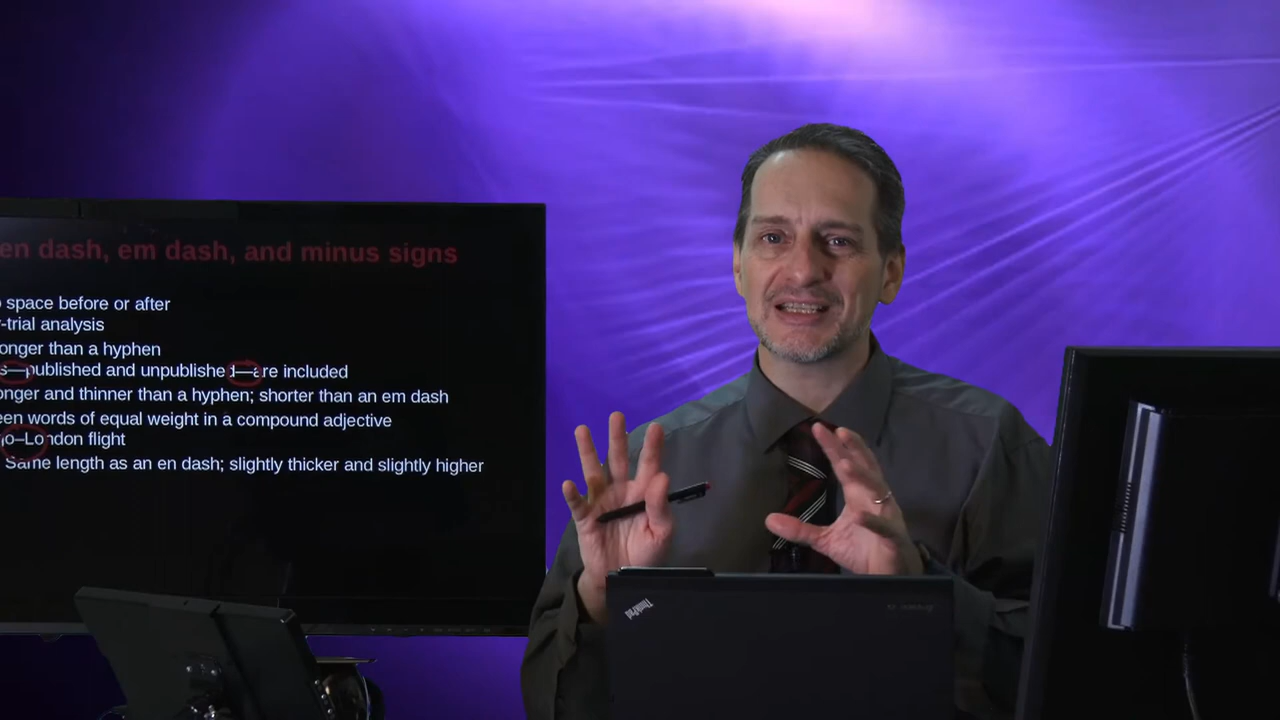 en dash, em dash, and minus signs
space before or after
-trial analysis
onger than a hyphen
s—published and unpublished—are included
onger and thinner than a hyphen; shorter than an em dash
een words of equal weight in a compound adjective
go–London flight
Same length as an en dash; slightly thicker and slightly higher
ThinkPad